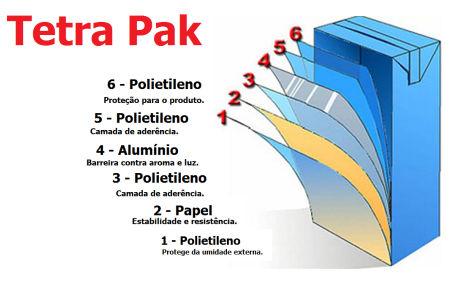 Tetra Pak
6 - Polietileno
Proteção para o produto.
5 - Polietileno
Camada de aderência.
4 - Alumínio
Barreira contra aroma e luz.
3 - Polietileno
Camada de aderência.
2 - Papel
Estabilidade e resistência.
1 - Polietileno
Protege da umidade externa.
6
5
4
3
2
1